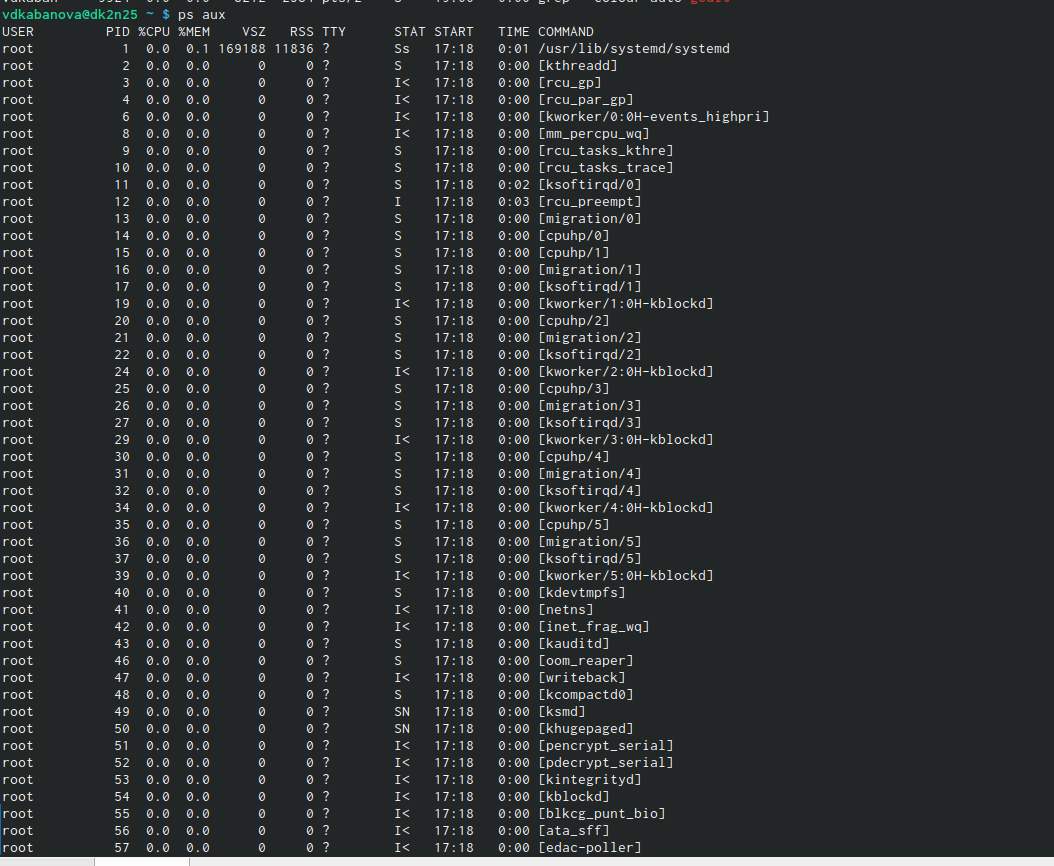 vdkabanova@dk2n25 ~ $ ps aux
USER PID %CPU %MEM VSZ RSS TTY STAT START TIME COMMAND
root 1 0.0 0.1 169188 11836 ? Ss 17:18 0:01 /usr/lib/systemd/systemd
root 2 0.0 0.0 0 0 ? S 17:18 0:00 [kthreadd]
root 3 0.0 0.0 0 0 ? I< 17:18 0:00 [rcu_gp]
root 4 0.0 0.0 0 0 ? I< 17:18 0:00 [rcu_par_gp]
root 6 0.0 0.0 0 0 ? I< 17:18 0:00 [kworker/0:0H-events_highpri]
root 8 0.0 0.0 0 0 ? I< 17:18 0:00 [mm_percpu_wq]
root 9 0.0 0.0 0 0 ? S 17:18 0:00 [rcu_tasks_kthre]
root 10 0.0 0.0 0 0 ? S 17:18 0:00 [rcu_tasks_trace]
root 11 0.0 0.0 0 0 ? S 17:18 0:02 [ksoftirqd/0]
root 12 0.0 0.0 0 0 ? I 17:18 0:03 [rcu_preempt]
root 13 0.0 0.0 0 0 ? S 17:18 0:00 [migration/0]
root 14 0.0 0.0 0 0 ? S 17:18 0:00 [cpuhp/0]
root 15 0.0 0.0 0 0 ? S 17:18 0:00 [cpuhp/1]
root 16 0.0 0.0 0 0 ? S 17:18 0:00 [migration/1]
root 17 0.0 0.0 0 0 ? S 17:18 0:00 [ksoftirqd/1]
root 19 0.0 0.0 0 0 ? I< 17:18 0:00 [kworker/1:0H-kblockd]
root 20 0.0 0.0 0 0 ? S 17:18 0:00 [cpuhp/2]
root 21 0.0 0.0 0 0 ? S 17:18 0:00 [migration/2]
root 22 0.0 0.0 0 0 ? S 17:18 0:00 [ksoftirqd/2]
root 24 0.0 0.0 0 0 ? I< 17:18 0:00 [kworker/2:0H-kblockd]
root 25 0.0 0.0 0 0 ? S 17:18 0:00 [cpuhp/3]
root 26 0.0 0.0 0 0 ? S 17:18 0:00 [migration/3]
root 27 0.0 0.0 0 0 ? S 17:18 0:00 [ksoftirqd/3]
root 29 0.0 0.0 0 0 ? I< 17:18 0:00 [kworker/3:0H-kblockd]
root 30 0.0 0.0 0 0 ? S 17:18 0:00 [cpuhp/4]
root 31 0.0 0.0 0 0 ? S 17:18 0:00 [migration/4]
root 32 0.0 0.0 0 0 ? S 17:18 0:00 [ksoftirqd/4]
root 34 0.0 0.0 0 0 ? I< 17:18 0:00 [kworker/4:0H-kblockd]
root 35 0.0 0.0 0 0 ? S 17:18 0:00 [cpuhp/5]
root 36 0.0 0.0 0 0 ? S 17:18 0:00 [migration/5]
root 37 0.0 0.0 0 0 ? S 17:18 0:00 [ksoftirqd/5]
root 39 0.0 0.0 0 0 ? I< 17:18 0:00 [kworker/5:0H-kblockd]
root 40 0.0 0.0 0 0 ? S 17:18 0:00 [kdevtmpfs]
root 41 0.0 0.0 0 0 ? I< 17:18 0:00 [netns]
root 42 0.0 0.0 0 0 ? I< 17:18 0:00 [inet_frag_wq]
root 43 0.0 0.0 0 0 ? S 17:18 0:00 [kauditd]
root 46 0.0 0.0 0 0 ? S 17:18 0:00 [oom_reaper]
root 47 0.0 0.0 0 0 ? I< 17:18 0:00 [writeback]
root 48 0.0 0.0 0 0 ? S 17:18 0:00 [kcompactd0]
root 49 0.0 0.0 0 0 ? SN 17:18 0:00 [ksmd]
root 50 0.0 0.0 0 0 ? SN 17:18 0:00 [khugepaged]
root 51 0.0 0.0 0 0 ? I< 17:18 0:00 [pencrypt_serial]
root 52 0.0 0.0 0 0 ? I< 17:18 0:00 [pdecrypt_serial]
root 53 0.0 0.0 0 0 ? I< 17:18 0:00 [kintegrityd]
root 54 0.0 0.0 0 0 ? I< 17:18 0:00 [kblockd]
root 55 0.0 0.0 0 0 ? I< 17:18 0:00 [blkcg_punt_bio]
root 56 0.0 0.0 0 0 ? I< 17:18 0:00 [ata_sff]
root 57 0.0 0.0 0 0 ? I< 17:18 0:00 [edac-poller]